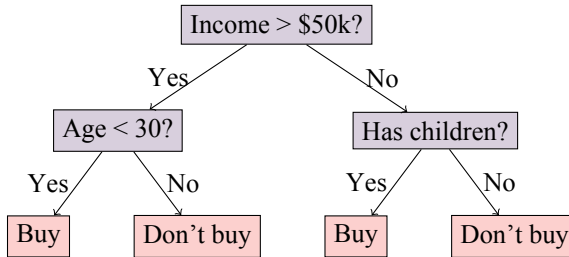 Income > $50k?
Yes
No
Age < 30?
Has children?
Yes
No
Yes
No
Buy
Don’t buy
Buy
Don’t buy